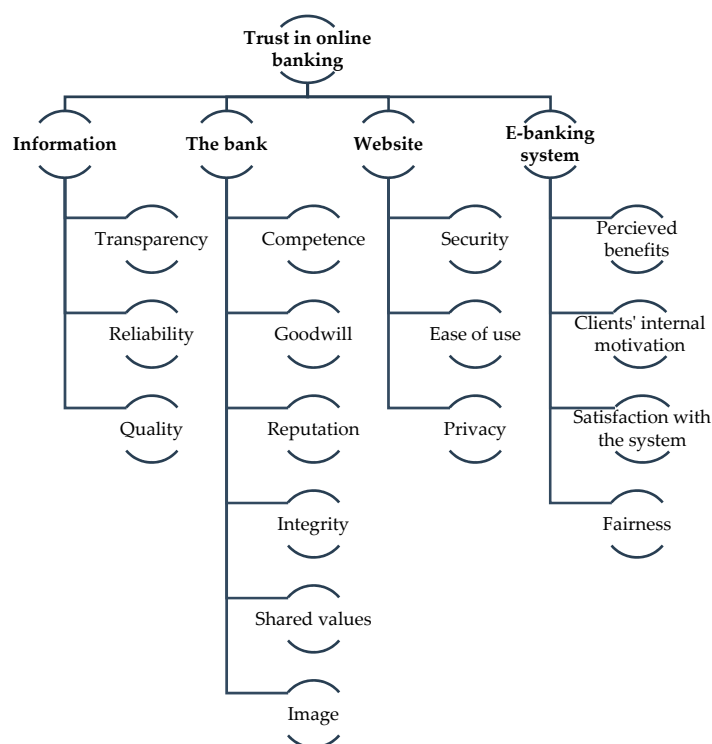 Trust in online
banking
Information
The bank
Website
E-banking
system
Transparency
Reliability
Quality
Competence
Goodwill
Reputation
Integrity
Shared values
Image
Security
Ease of use
Privacy
Percieved
benefits
Clients' internal
motivation
Satisfaction with
the system
Fairness